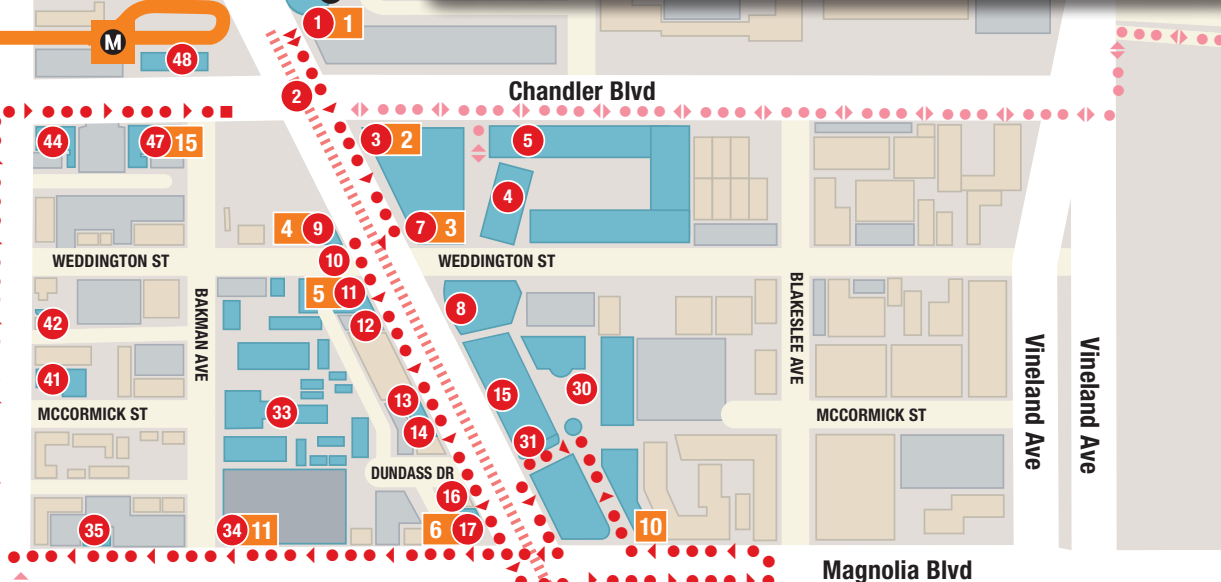 1 1
M
48
2
Chandler Blvd
44
47 15
3 2
5
4
4 9
7 3
10
WEDDINGTON ST
WEDDINGTON ST
5 11
8
12
42
BAKMAN AVE
BLAKESLEE AVE
Vineland Ave
Vineland Ave
41
15
30
13
33
MCCORMICK ST
MCCORMICK ST
14
31
DUNDASS DR
16
35
34 11
6 17
10
Magnolia Blvd